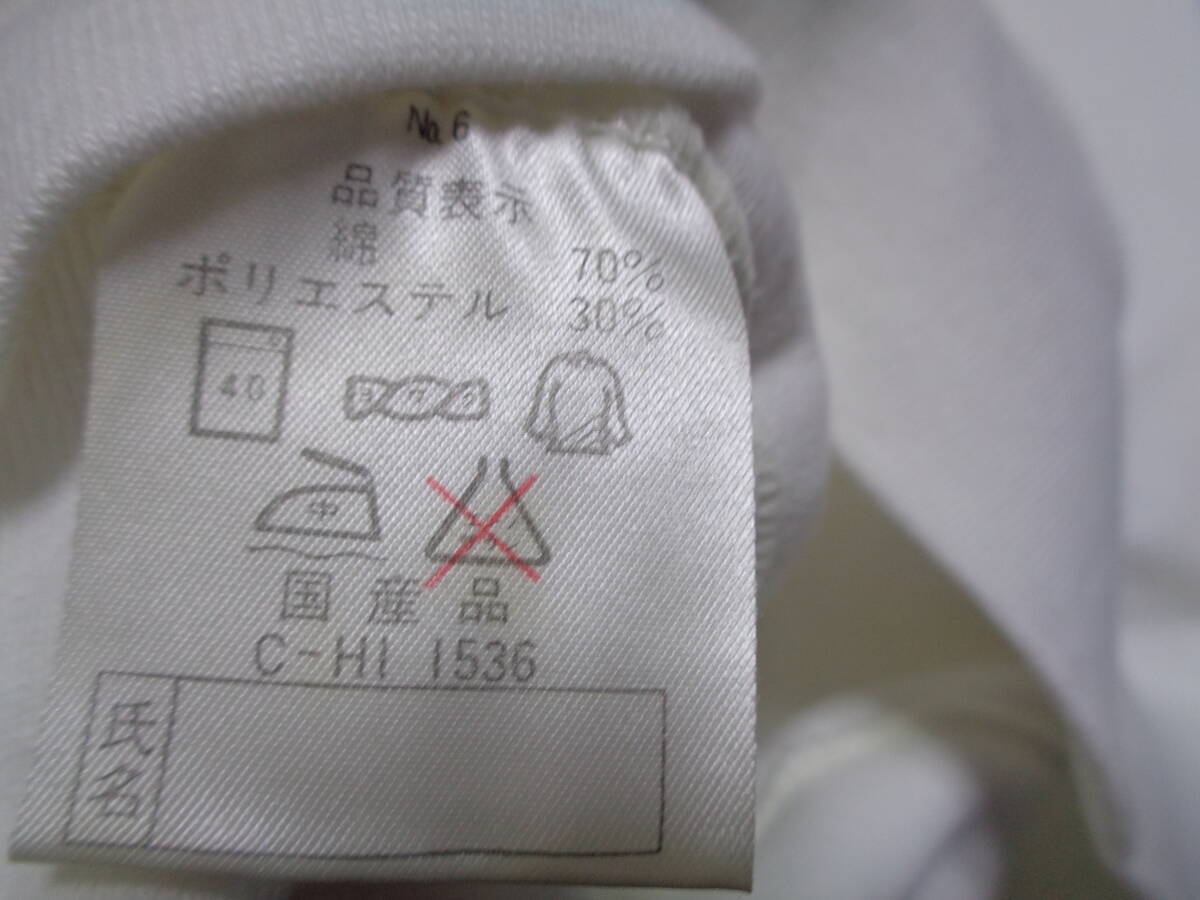 No.6
品質表示
綿 70%
ポリエステル 30%
40
中
国産品
C-HI 1536
氏名